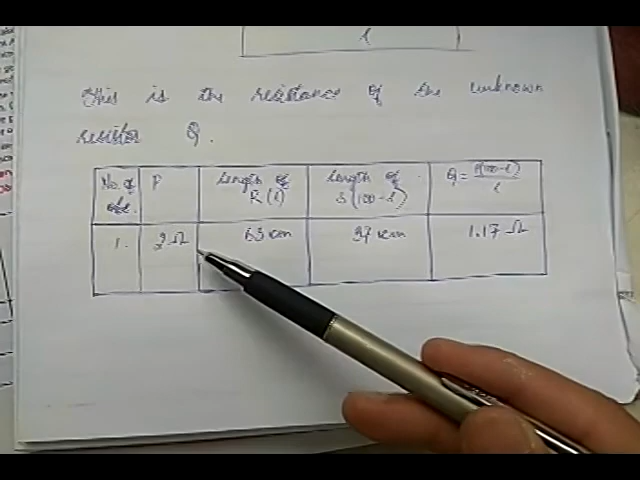 l
This is the resistance of the unknown
resistor Q.
No. of obs. P Length of R(l) Length of S(100-l) Q = P(100-l)/l
1. 2Ω 63 cm 37 cm 1.17 Ω